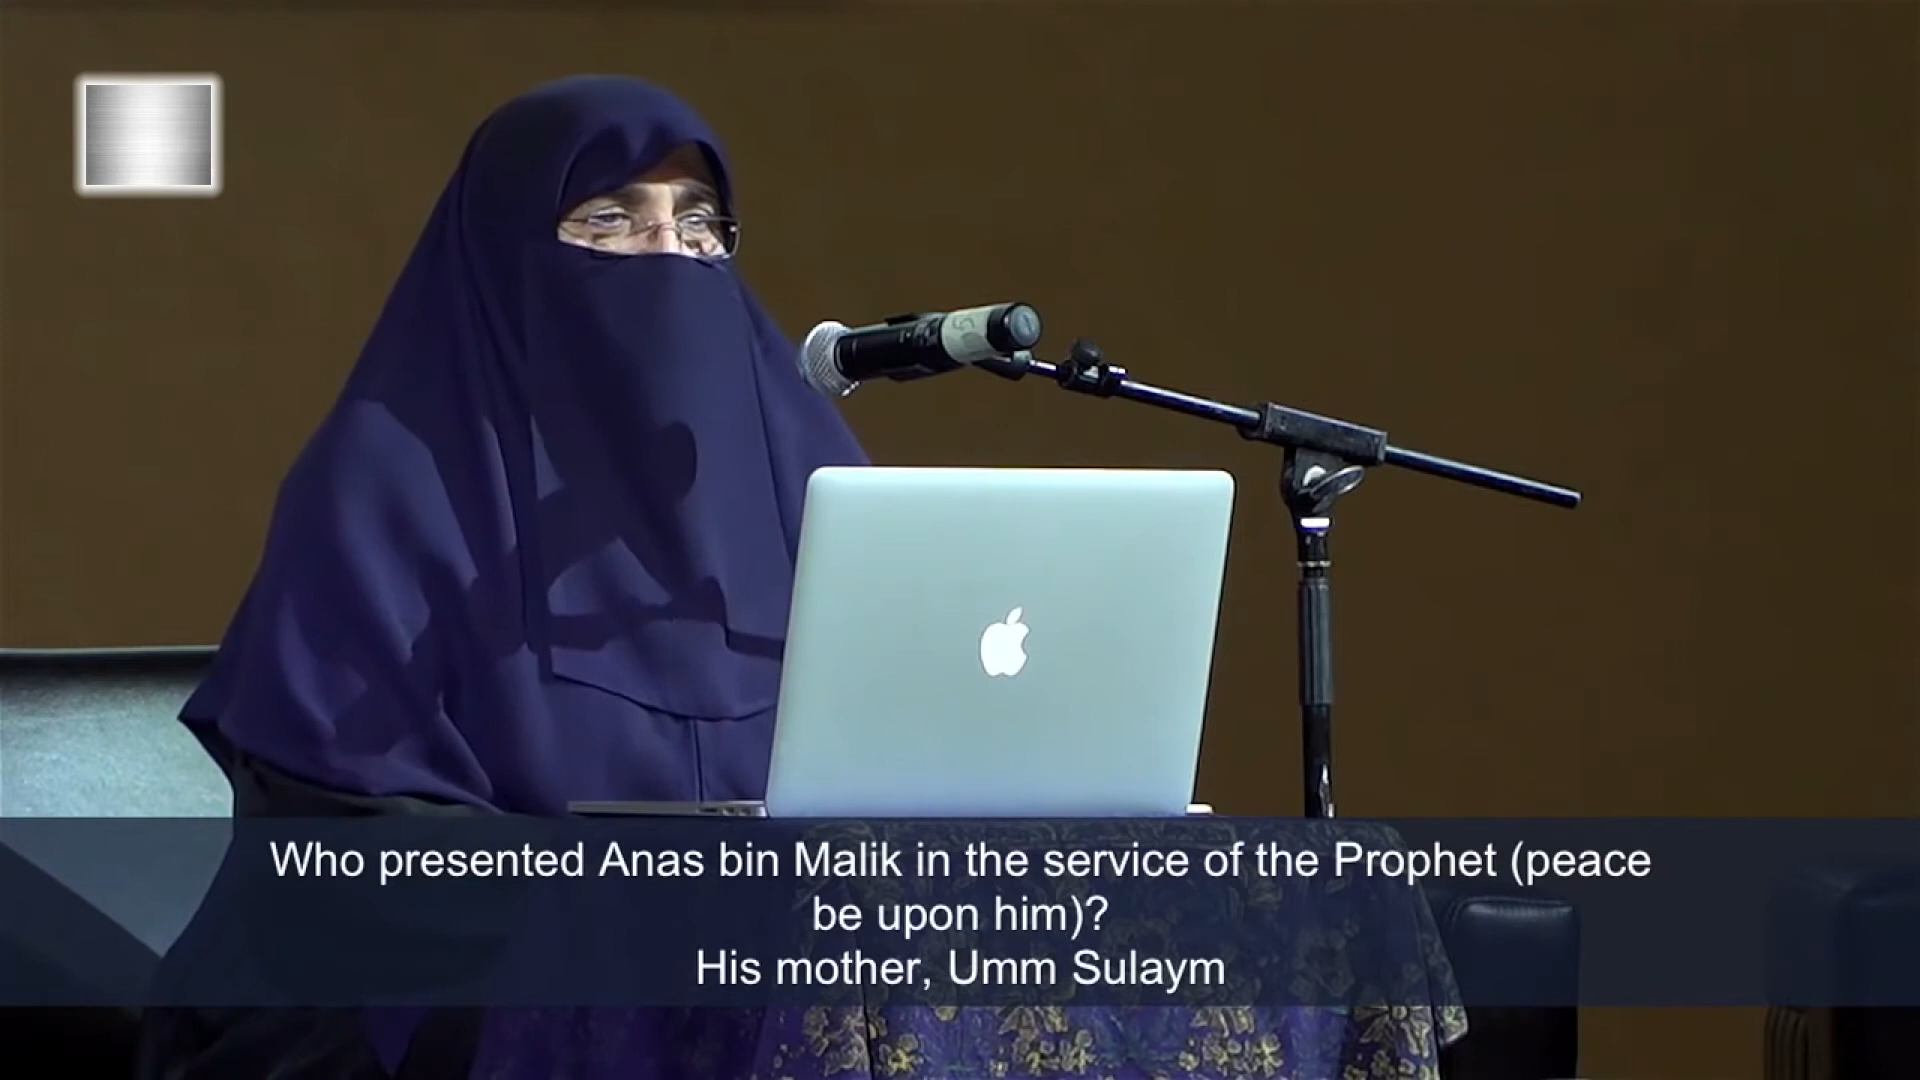 Who presented Anas bin Malik in the service of the Prophet (peace
be upon him)?
His mother, Umm Sulaym